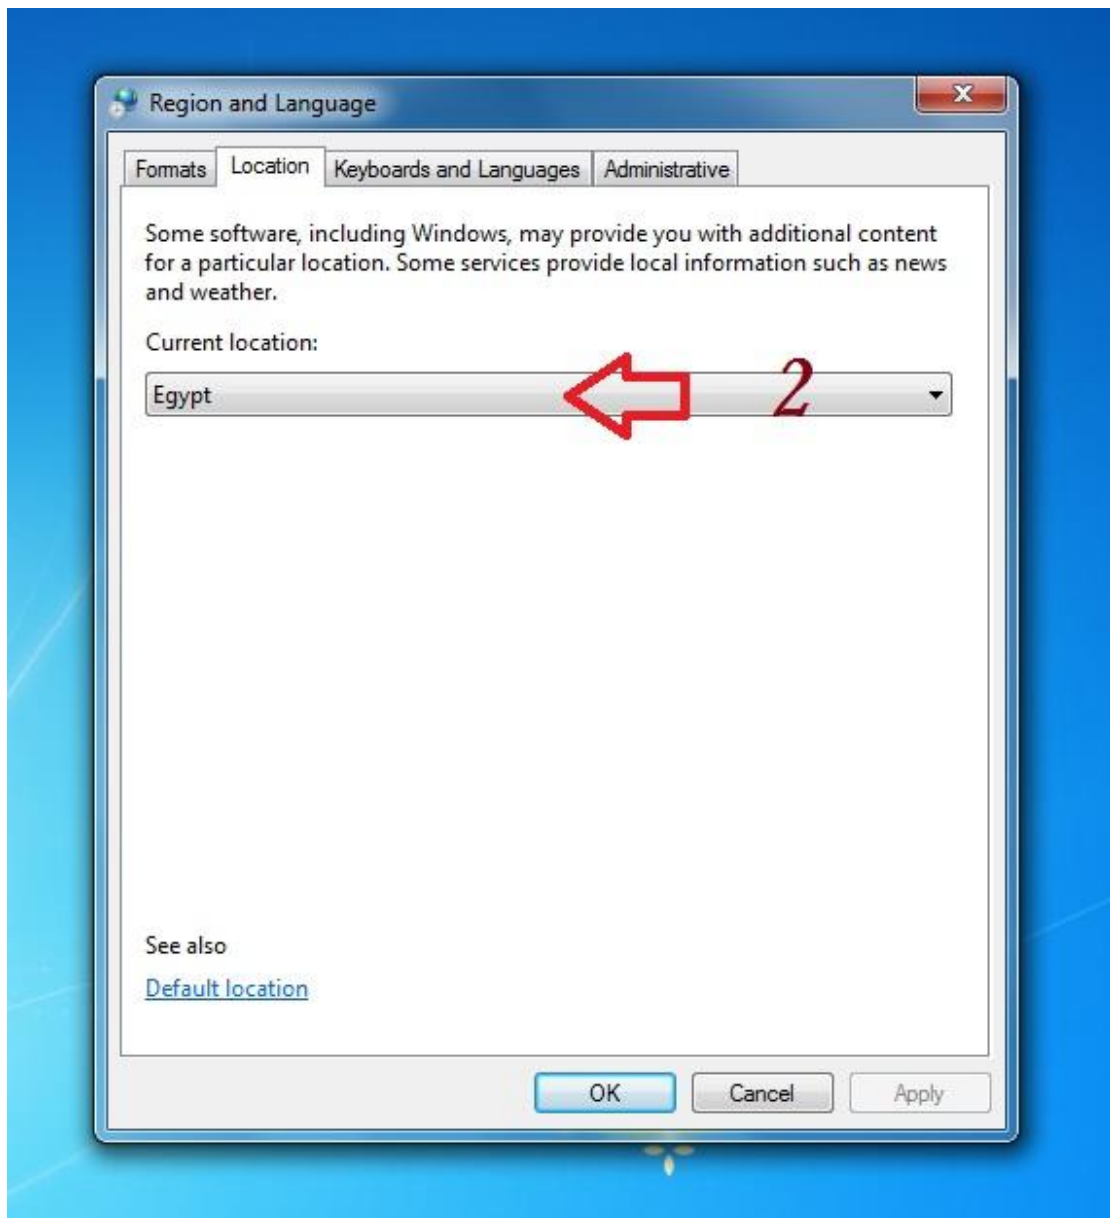 Region and Language
Formats Location Keyboards and Languages Administrative
Some software, including Windows, may provide you with additional content
for a particular location. Some services provide local information such as news
and weather.
Current location:
Egypt 2
See also
Default location
OK Cancel Apply